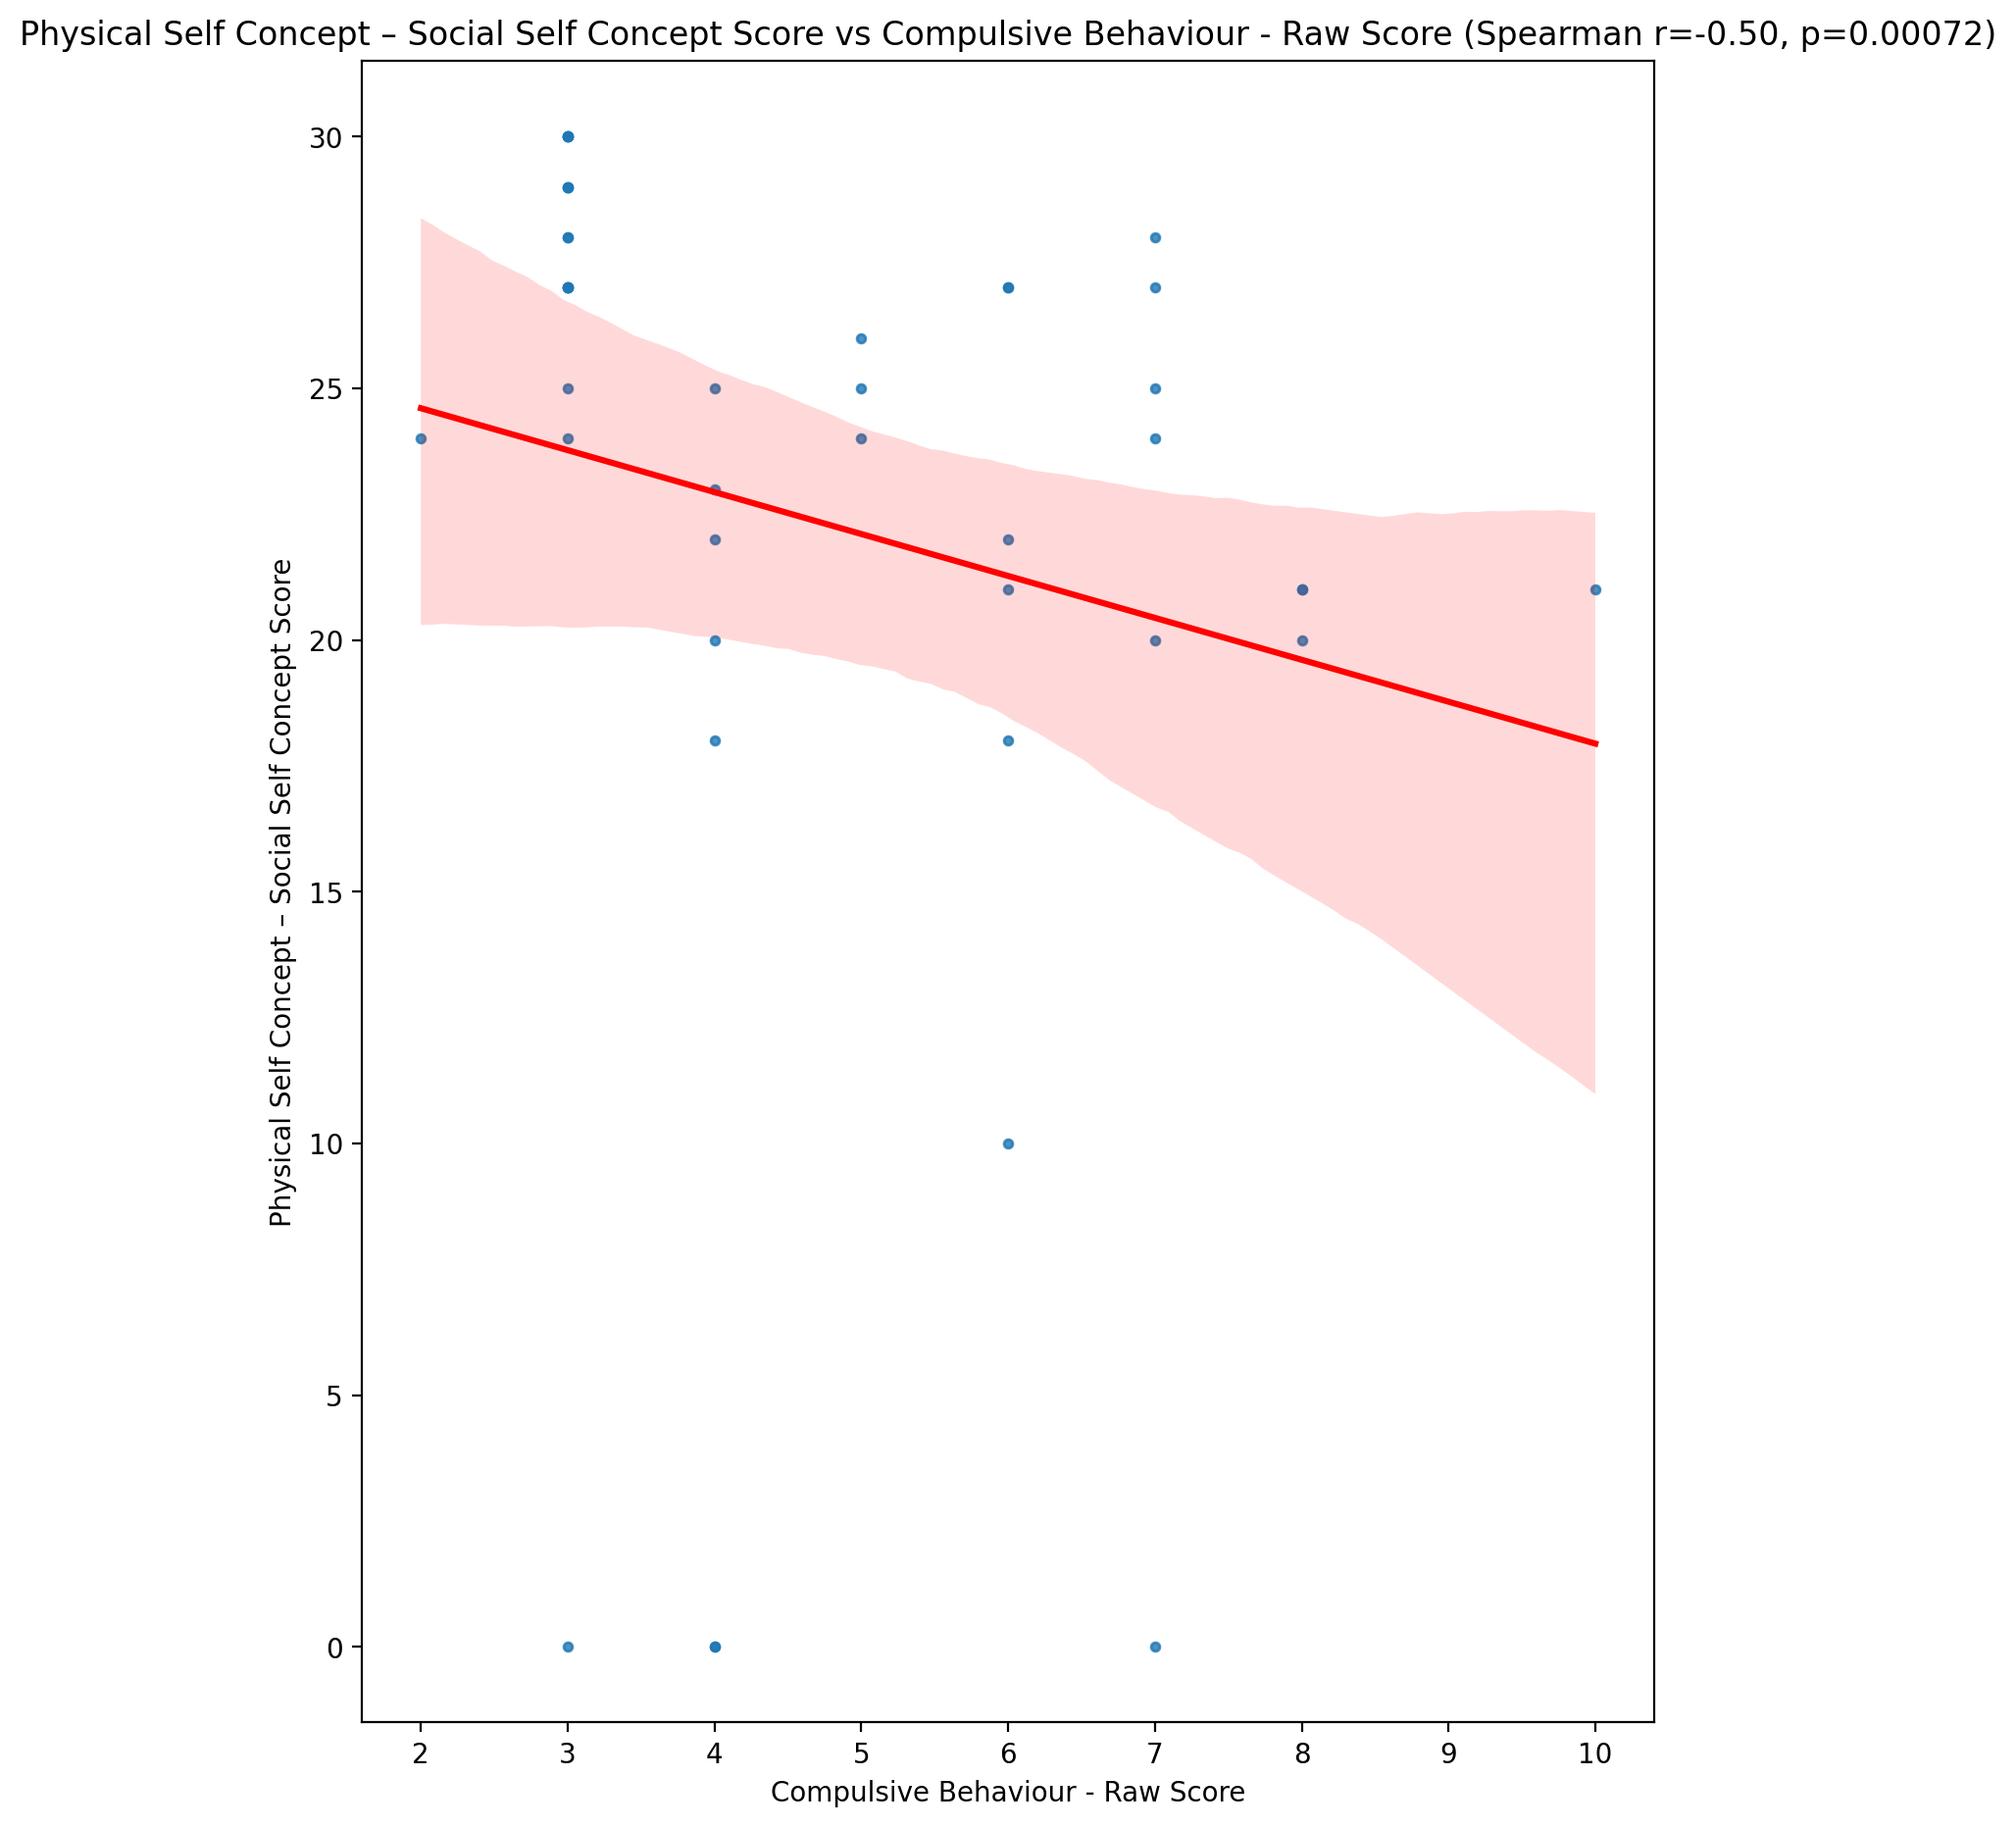 Physical Self Concept – Social Self Concept Score vs Compulsive Behaviour - Raw Score (Spearman r=-0.50, p=0.00072)
Physical Self Concept – Social Self Concept Score
30
25
20
15
10
5
0
2 3 4 5 6 7 8 9 10
Compulsive Behaviour - Raw Score